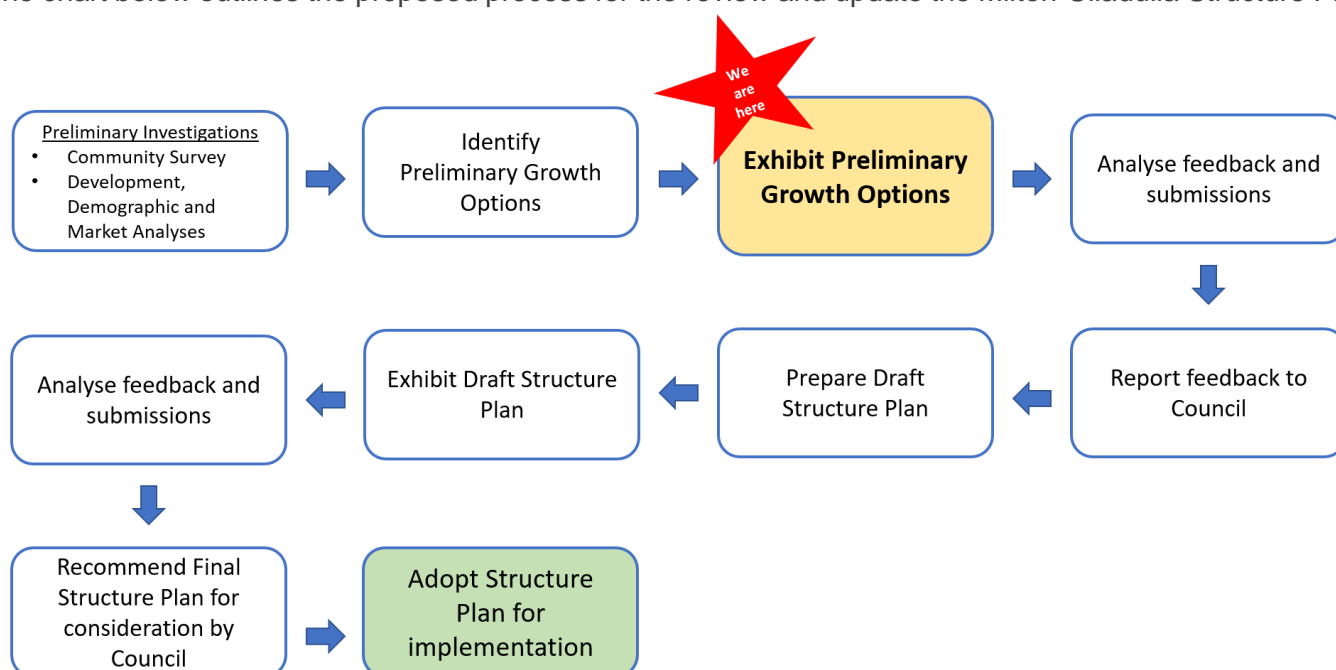 chart below outlines the proposed process for the review and update the Milton Ulladulla Structure
We
are
here
Preliminary Investigations
• Community Survey
• Development,
Demographic and
Market Analyses
Identify
Preliminary Growth
Options
Exhibit Preliminary
Growth Options
Analyse feedback and
submissions
Report feedback to
Council
Prepare Draft
Structure Plan
Exhibit Draft Structure
Plan
Analyse feedback and
submissions
Recommend Final
Structure Plan for
consideration by
Council
Adopt Structure
Plan for
implementation